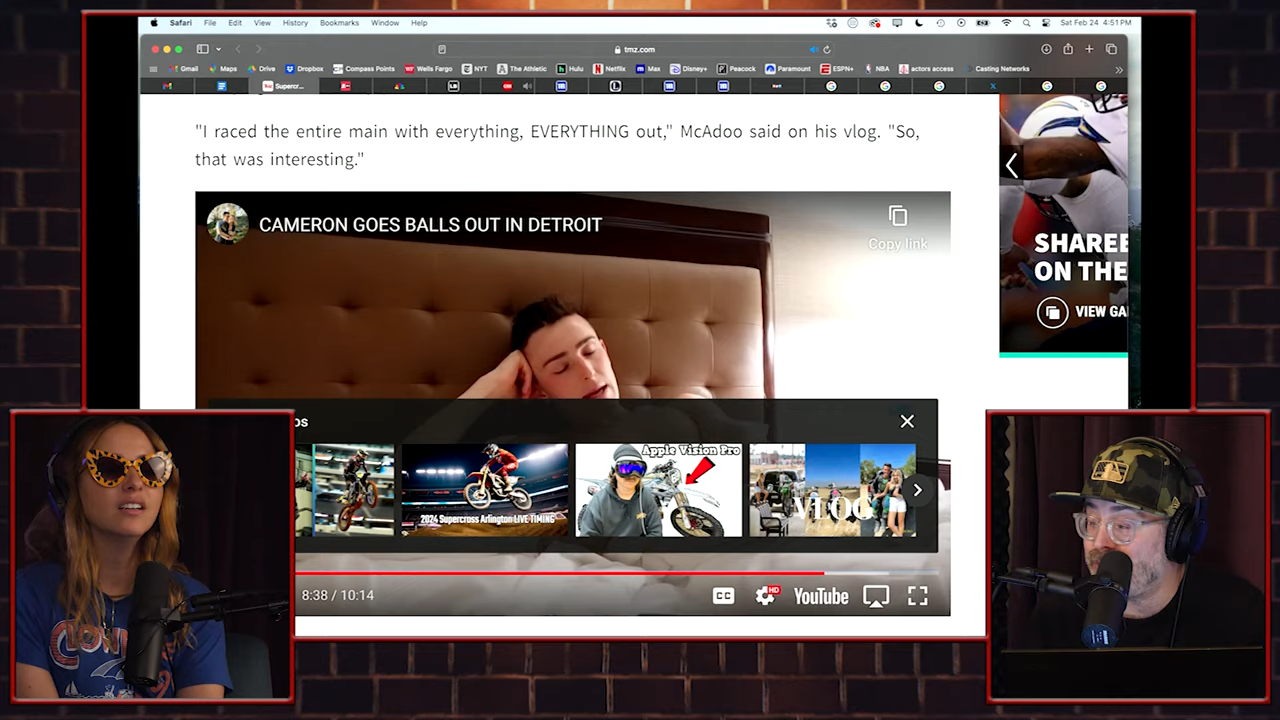 Safari File Edit View History Bookmarks Window Help
Sat Feb 24 4:51 PM
tmz.com
Gmail Maps Drive Dropbox Compass Points Wells Fargo NYT The Athletic Hulu Netflix Max Disney+ Peacock Paramount ESPN+ NBA actors access Casting Networks
Supercr...
"I raced the entire main with everything, EVERYTHING out," McAdoo said on his vlog. "So,
that was interesting."
CAMERON GOES BALLS OUT IN DETROIT
Copy link
SHAREE
ON THE
VIEW GA
os
2024 Supercross Arlington LIVE TIMING
Apple Vision Pro
VLOG
8:38 / 10:14
CC
HD
YouTube